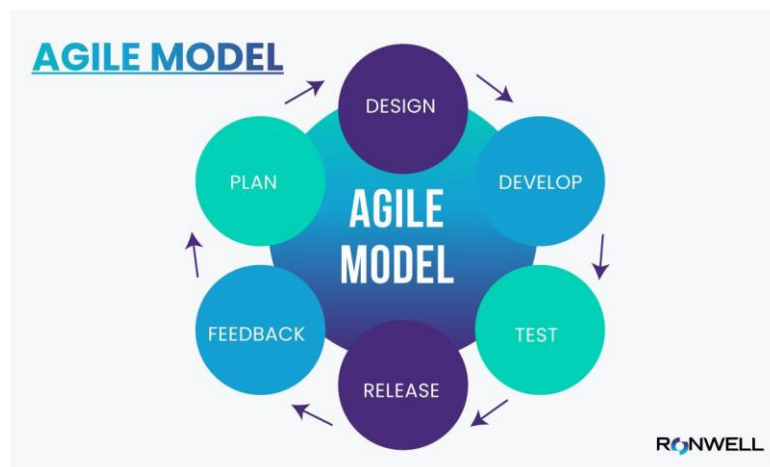 AGILE MODEL
DESIGN
PLAN
DEVELOP
AGILE
MODEL
FEEDBACK
TEST
RELEASE
RONWELL